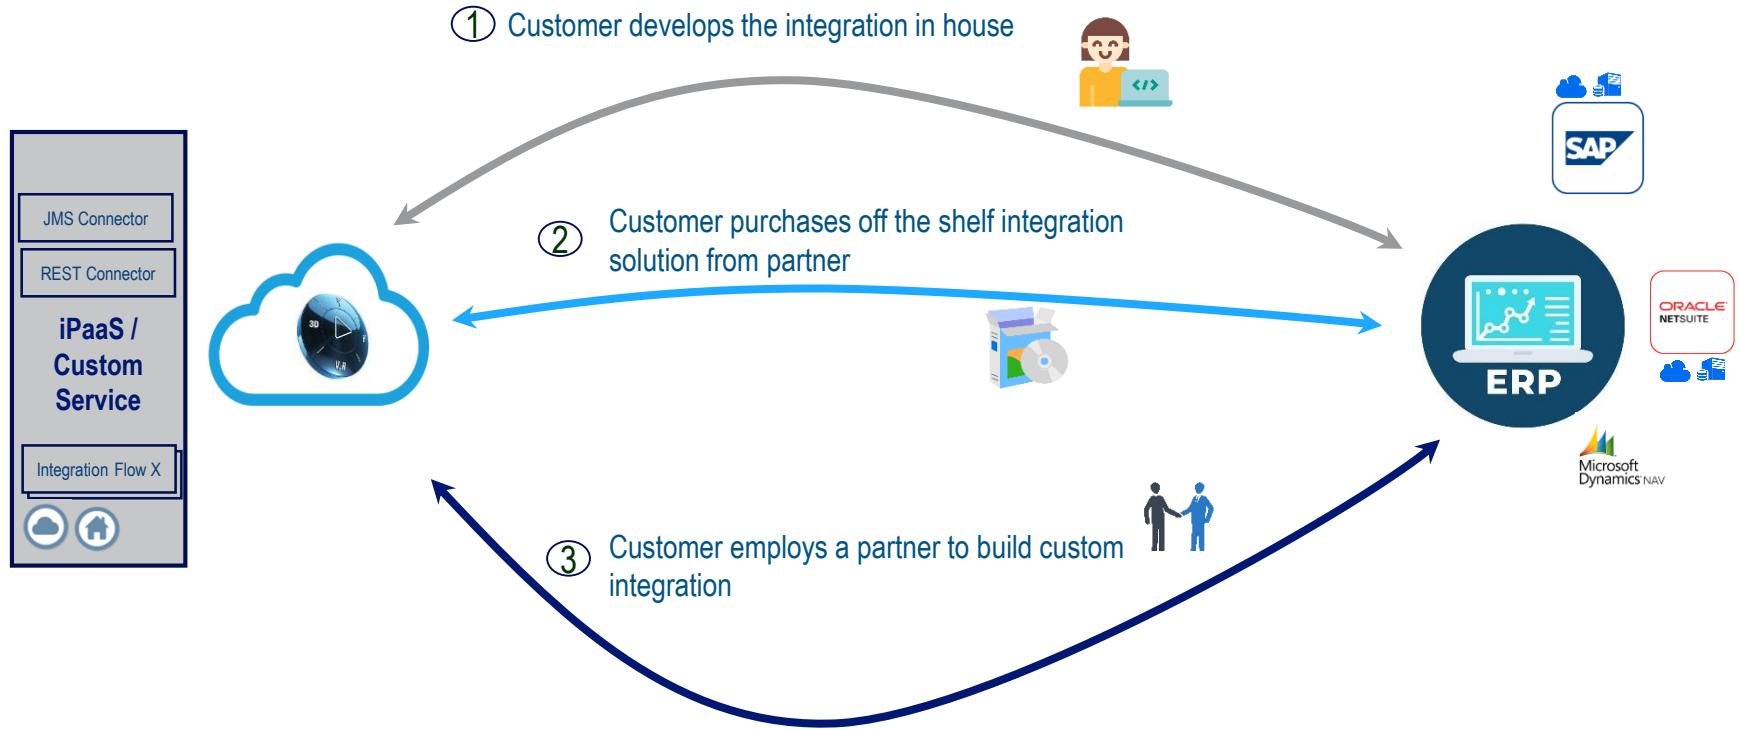 1 Customer develops the integration in house
</>
SAP
JMS Connector
REST Connector
iPaaS /
Custom
Service
Integration Flow X
3D
V.R
2 Customer purchases off the shelf integration
solution from partner
ORACLE
NETSUITE
ERP
Microsoft
Dynamics NAV
3 Customer employs a partner to build custom
integration